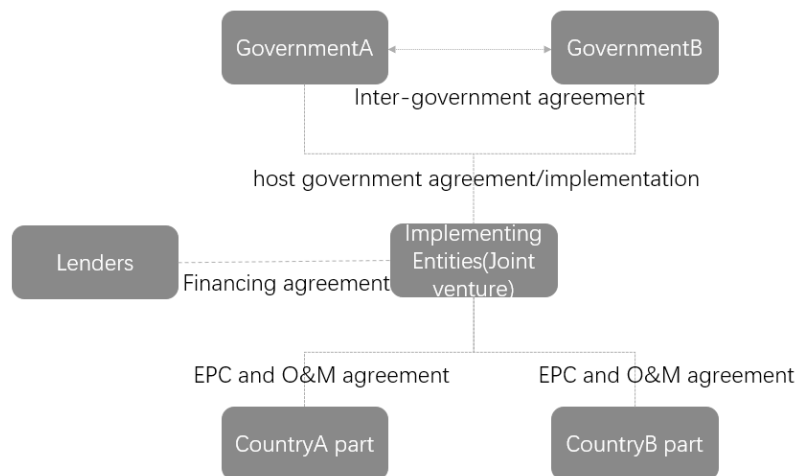 GovernmentA
GovernmentB
Inter-government agreement
host government agreement/implementation
Lenders
Financing agreement
Implementing
Entities(Joint
venture)
EPC and O&M agreement
EPC and O&M agreement
CountryA part
CountryB part